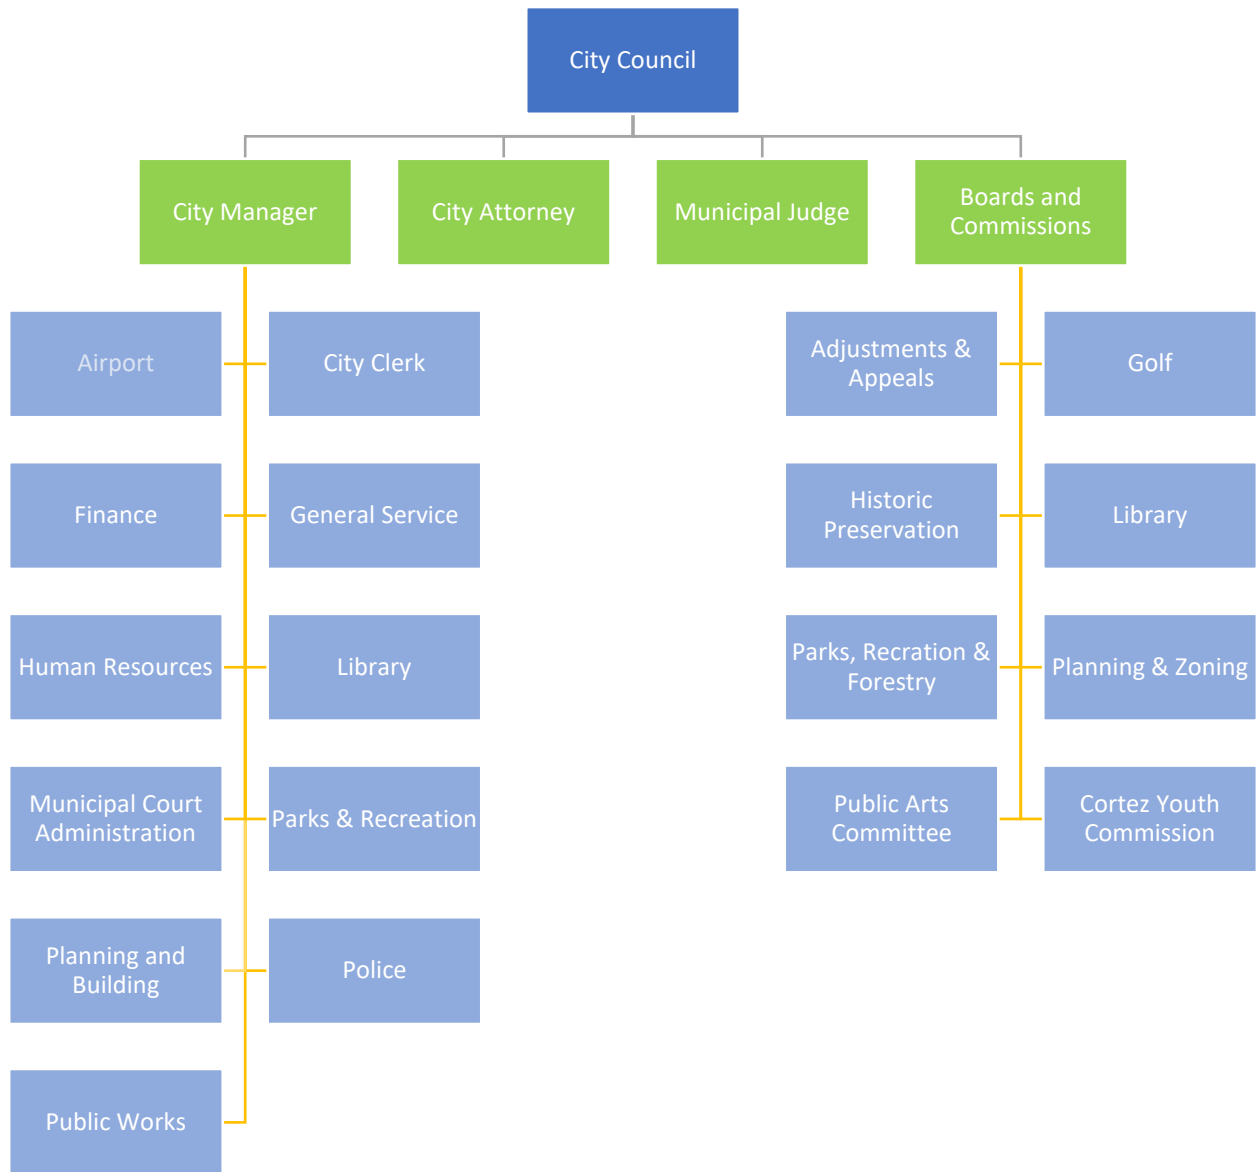 City Council
City Manager
City Attorney
Municipal Judge
Boards and
Commissions
Airport
City Clerk
Adjustments &
Appeals
Golf
Finance
General Service
Historic
Preservation
Library
Human Resources
Library
Parks, Recration &
Forestry
Planning & Zoning
Municipal Court
Administration
Parks & Recreation
Public Arts
Committee
Cortez Youth
Commission
Planning and
Building
Police
Public Works